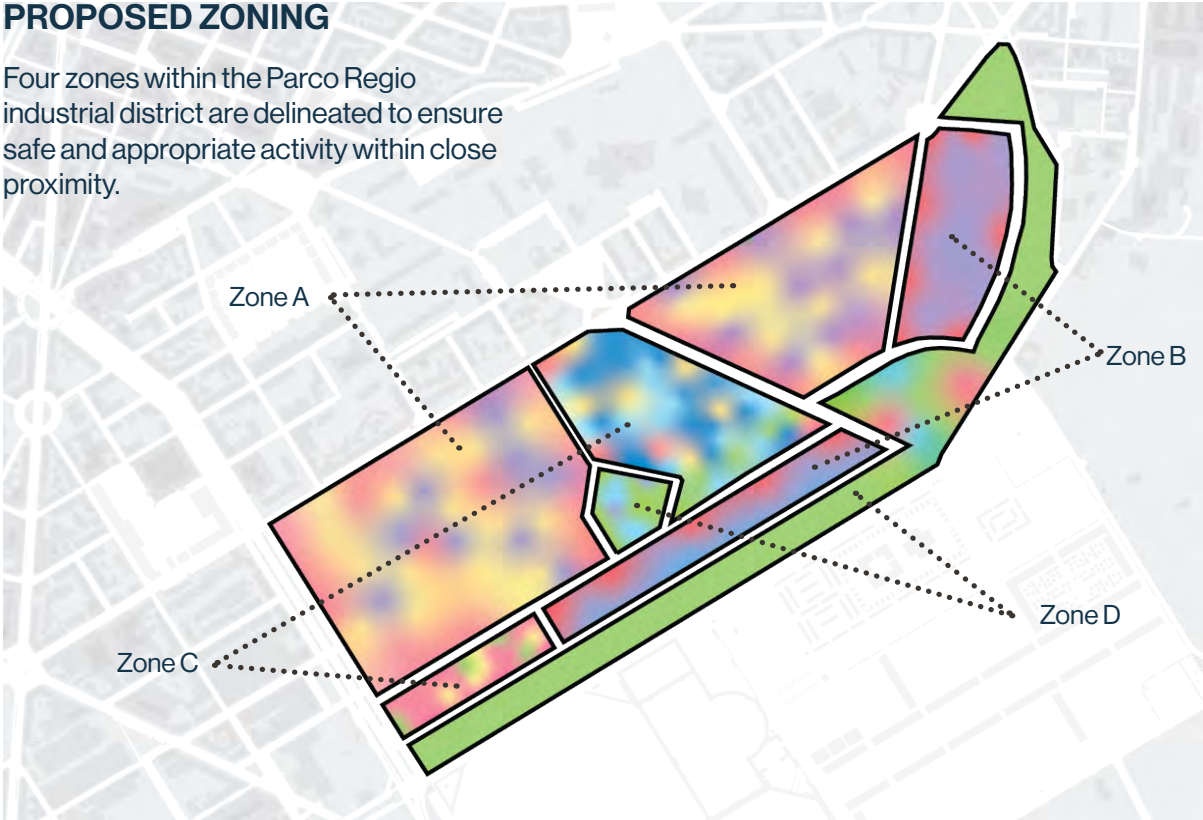 PROPOSED ZONING
Four zones within the Parco Regio
industrial district are delineated to ensure
safe and appropriate activity within close
proximity.
Zone A
Zone B
Zone D
Zone C